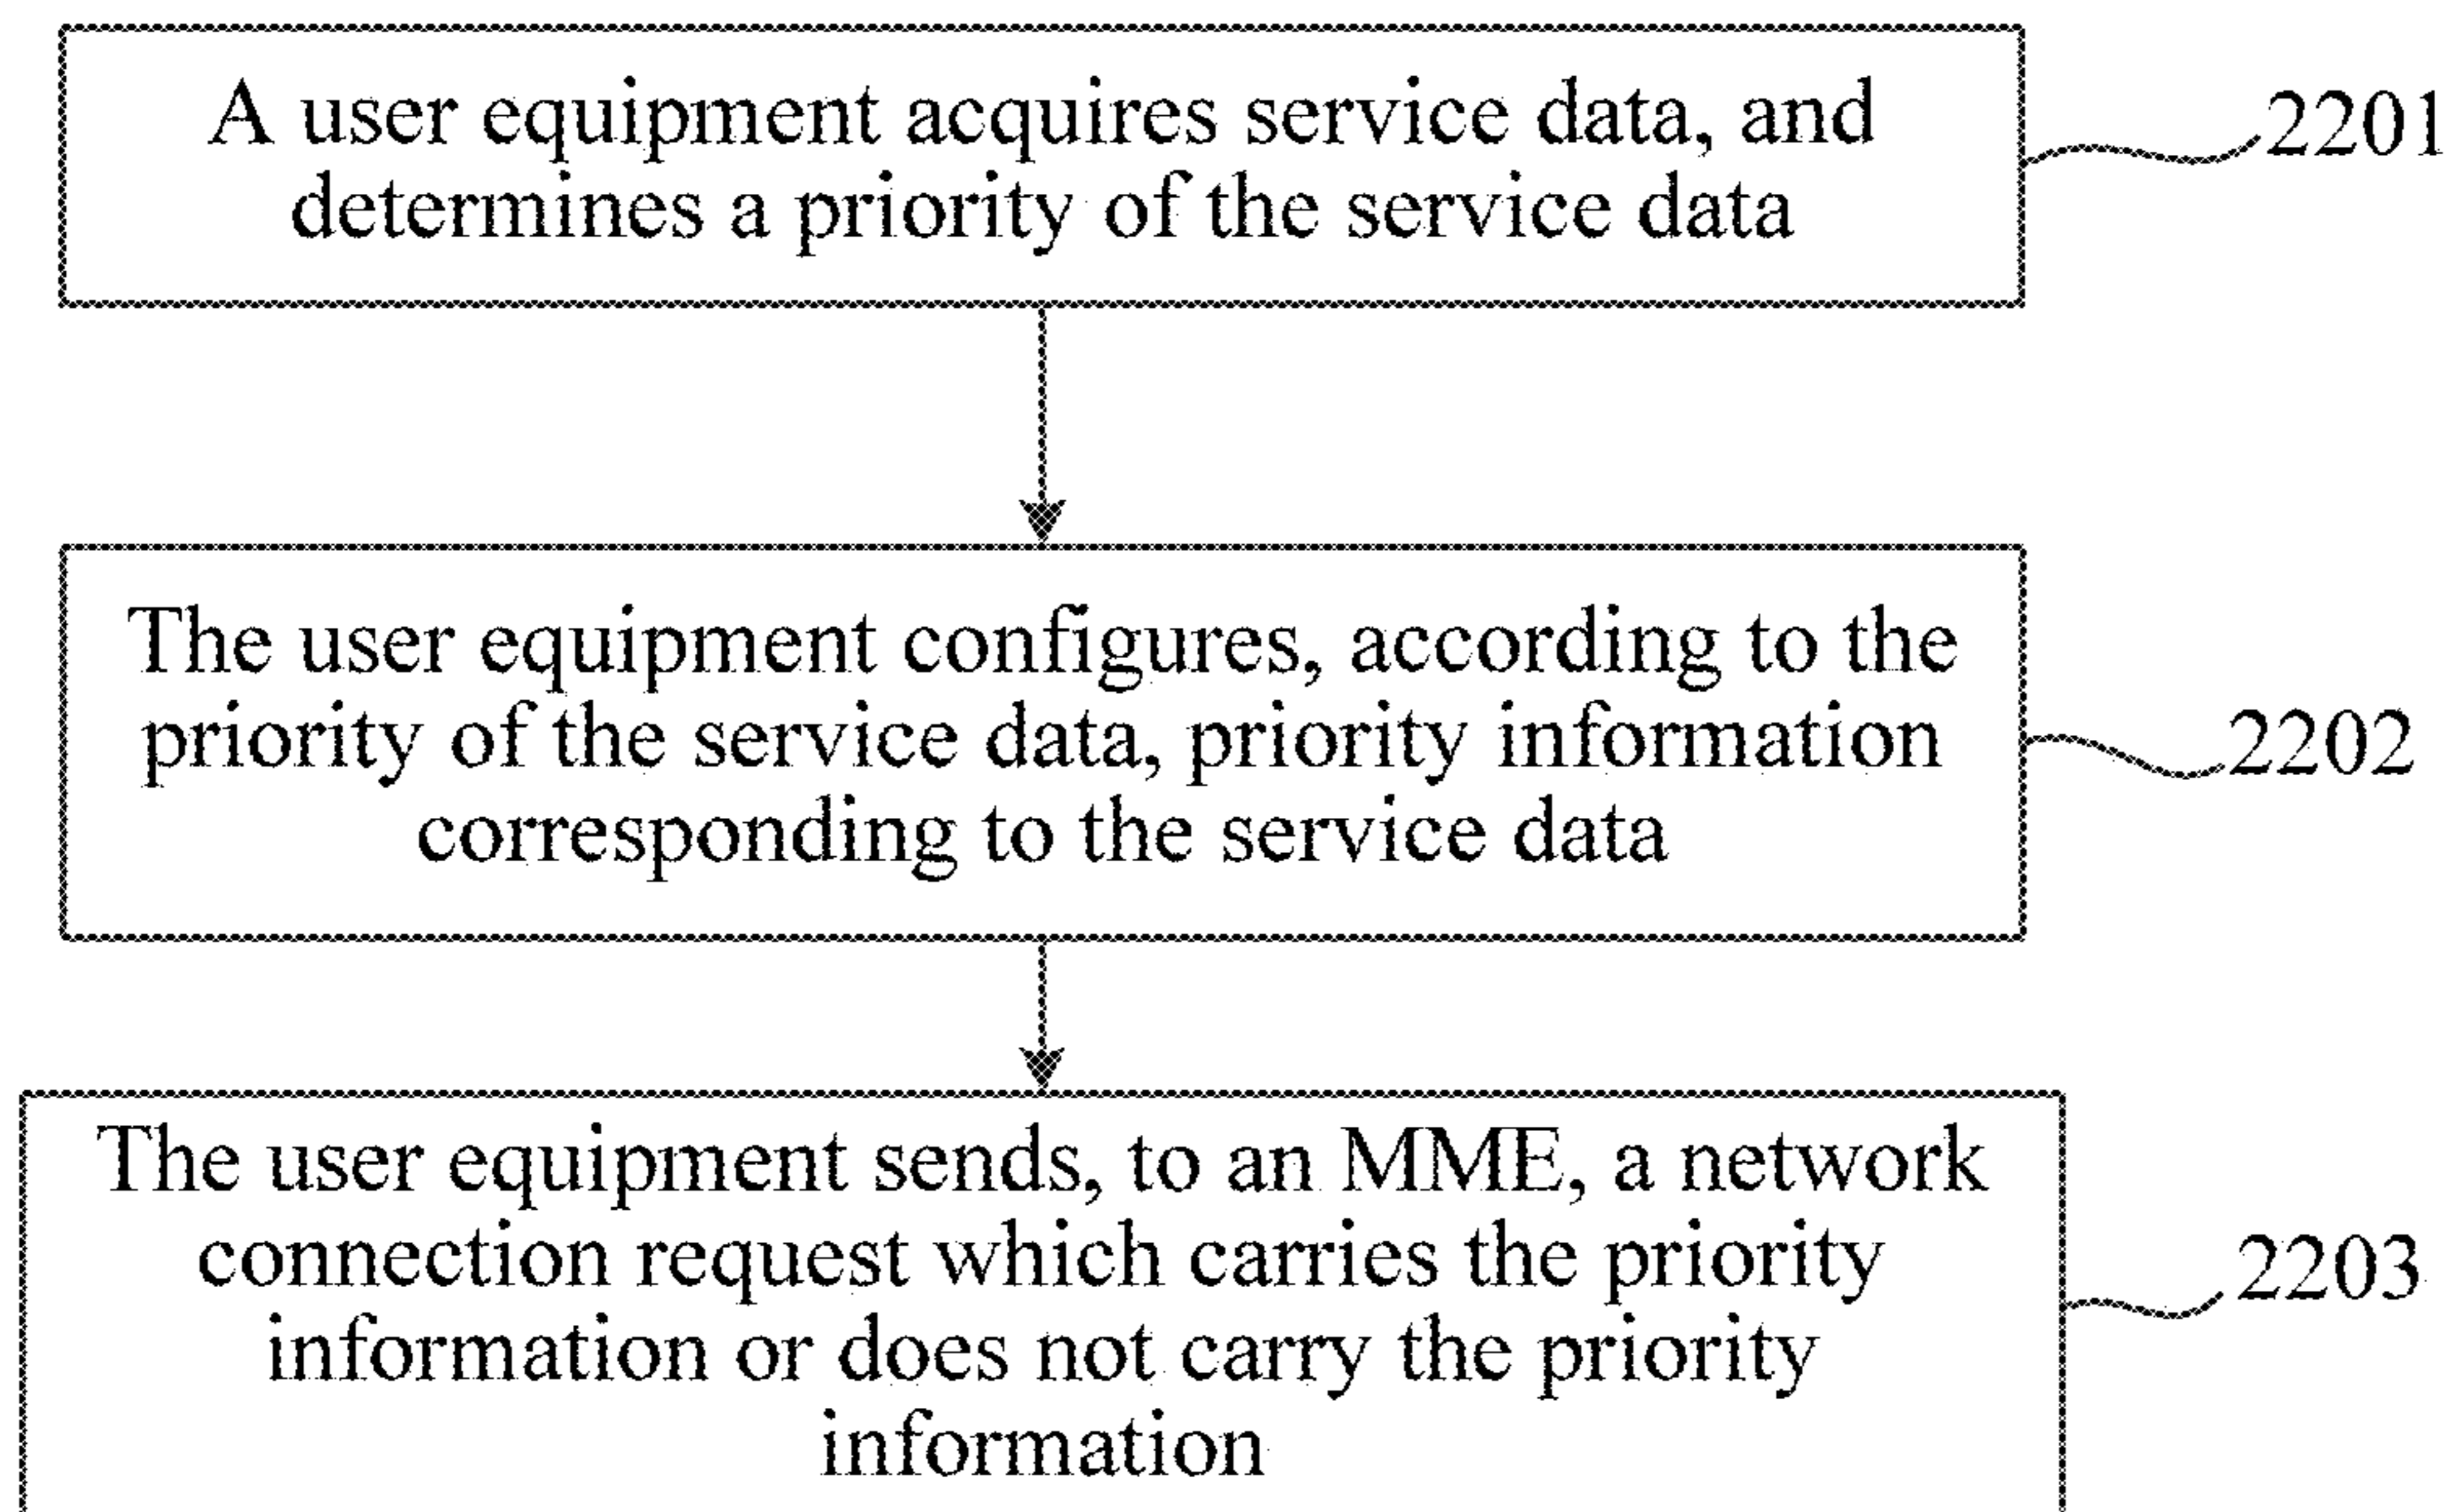 A user equipment acquires service data, and
determines a priority of the service data
2201
The user equipment configures, according to the
priority of the service data, priority information
corresponding to the service data
2202
The user equipment sends, to an MME, a network
connection request which carries the priority
information or does not carry the priority
information
2203